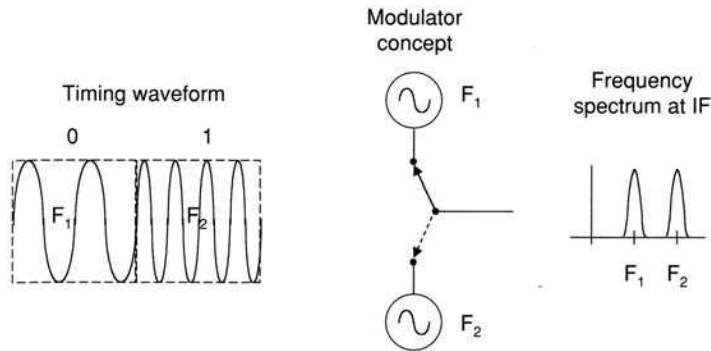 Modulator
concept
Timing waveform
0 1
F₁ F₂
F₁
F₂
Frequency
spectrum at IF
F₁ F₂